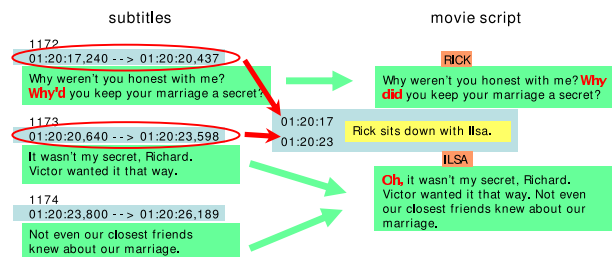 subtitles
1172
01:20:17,240 --> 01:20:20,437
Why weren't you honest with me?
Why'd you keep your marriage a secret?
1173
01:20:20,640 --> 01:20:23,598
It wasn't my secret, Richard.
Victor wanted it that way.
1174
01:20:23,800 --> 01:20:26,189
Not even our closest friends
knew about our marriage.
movie script
RICK
Why weren't you honest with me? Why
did you keep your marriage a secret?
01:20:17
Rick sits down with Ilsa.
01:20:23
ILSA
Oh, it wasn't my secret, Richard.
Victor wanted it that way. Not even
our closest friends knew about our
marriage.